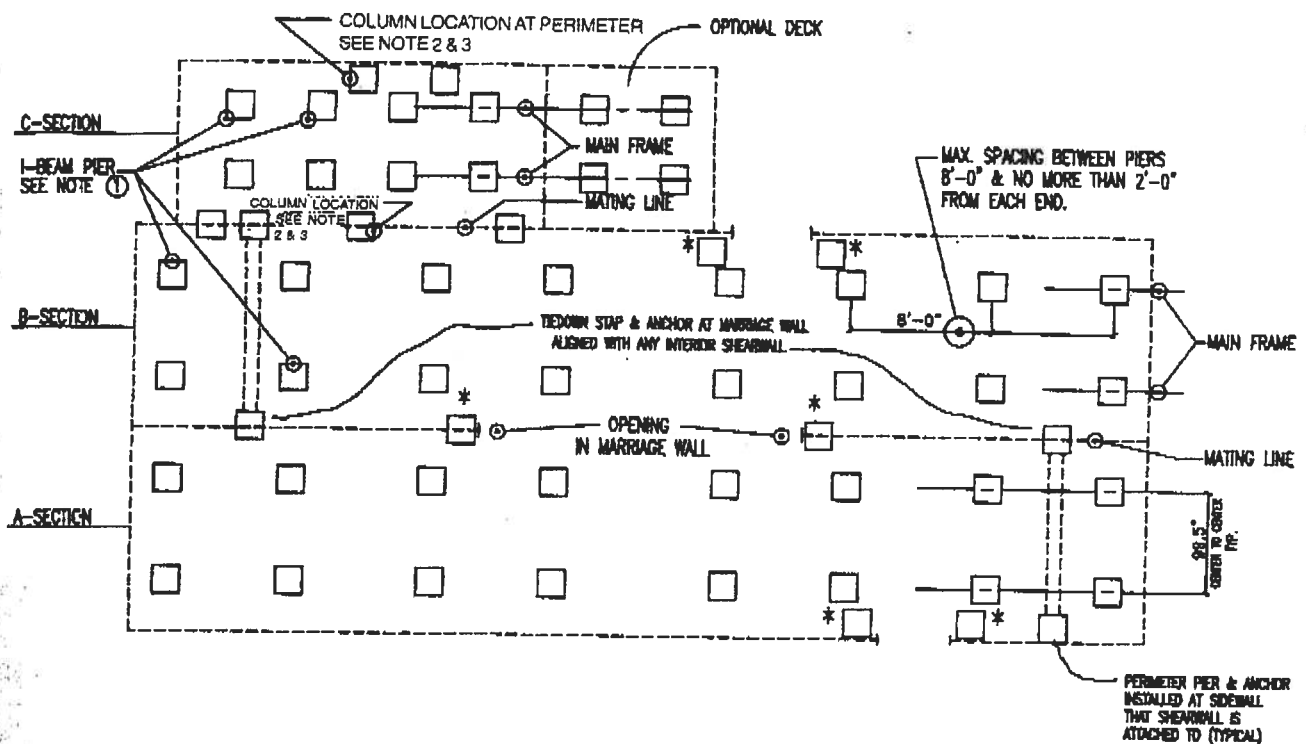 COLUMN LOCATION AT PERIMETER
SEE NOTE 2 & 3
OPTIONAL DECK
C-SECTION
I-BEAM PIER
SEE NOTE 1
MAIN FRAME
COLUMN LOCATION
SEE NOTE
2 & 3
MATING LINE
MAX. SPACING BETWEEN PIERS
8'-0" & NO MORE THAN 2'-0"
FROM EACH END.
*
*
B-SECTION
TIEDOWN STAP & ANCHOR AT MARRIAGE WALL
ALIGNED WITH ANY INTERIOR SHEARWALL
8'-0"
MAIN FRAME
*
*
OPENING
IN MARRIAGE WALL
MATING LINE
A-SECTION
CENTER TO CENTER
TYP.
*
*
PERIMETER PIER & ANCHOR
INSTALLED AT SIDEWALL
THAT SHEARWALL IS
ATTACHED TO (TYPICAL)